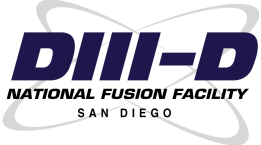 DIII-D
NATIONAL FUSION FACILITY
SAN DIEGO